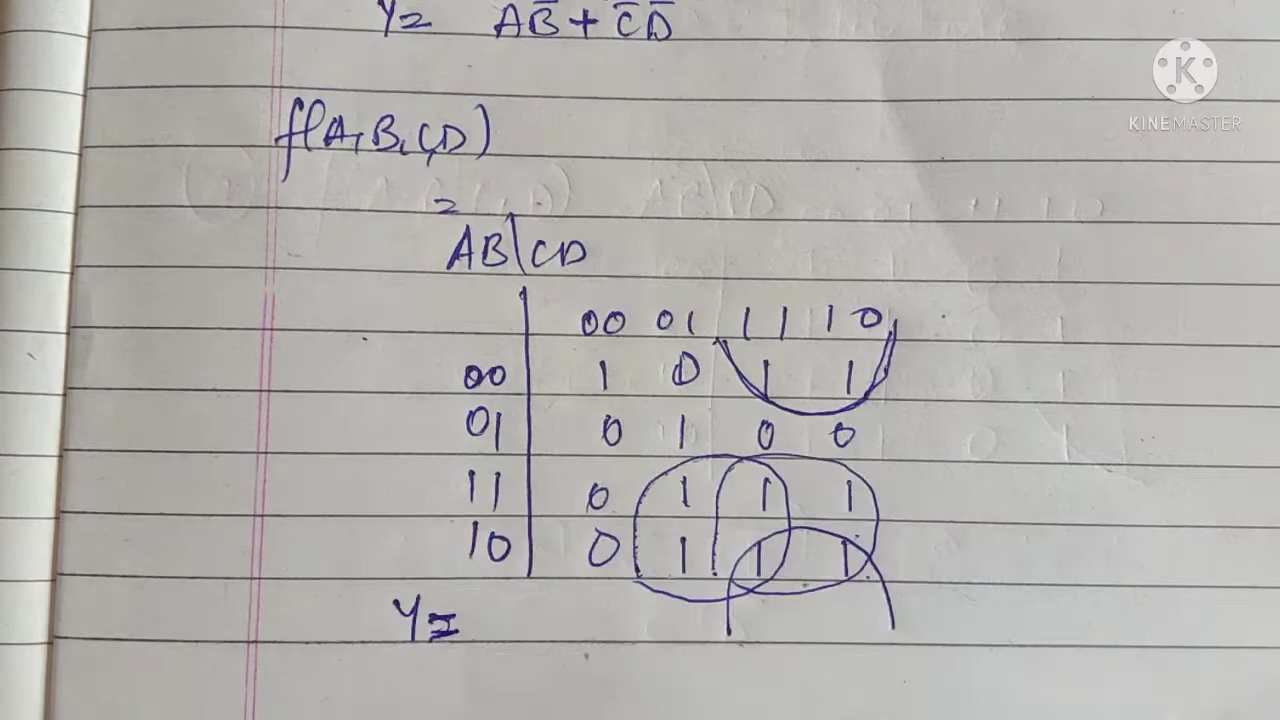 Y= AB̅ + C̅D̅
K
KINEMASTER
f(A,B,C,D)
=
AB\CD
00 01 11 10
00 1 0 1 1
01 0 1 0 0
11 0 1 1 1
10 0 1 1 1
Y=